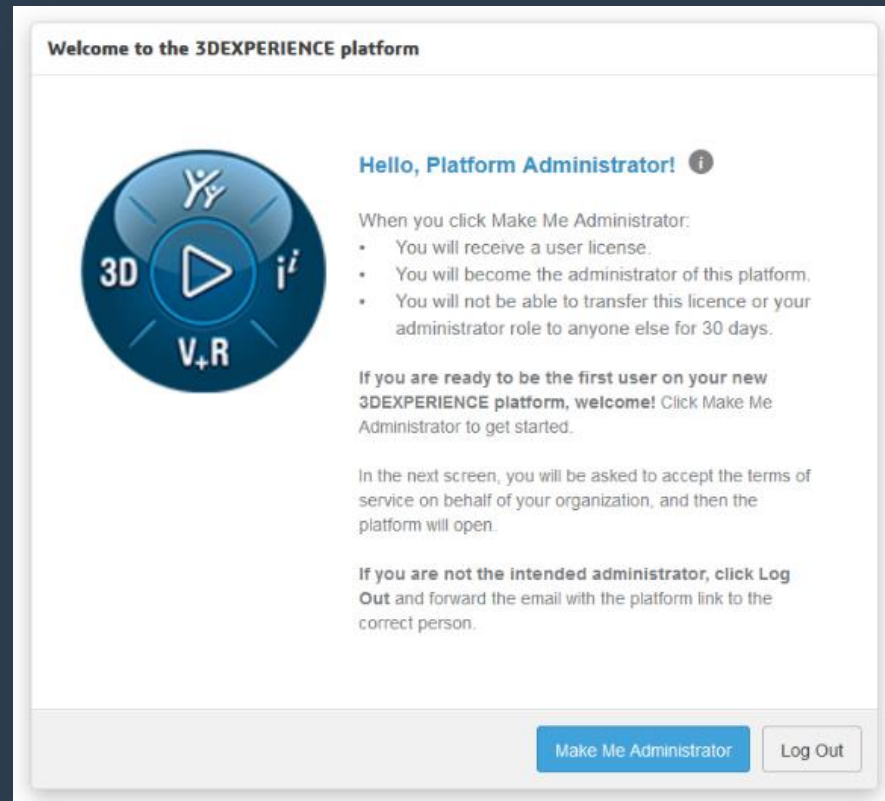 Welcome to the 3DEXPERIENCE platform
Hello, Platform Administrator! i
When you click Make Me Administrator:
• You will receive a user license.
• You will become the administrator of this platform.
• You will not be able to transfer this licence or your
administrator role to anyone else for 30 days.
If you are ready to be the first user on your new
3DEXPERIENCE platform, welcome! Click Make Me
Administrator to get started.
In the next screen, you will be asked to accept the terms of
service on behalf of your organization, and then the
platform will open.
If you are not the intended administrator, click Log
Out and forward the email with the platform link to the
correct person.
3D
i i
V+R
Make Me Administrator
Log Out